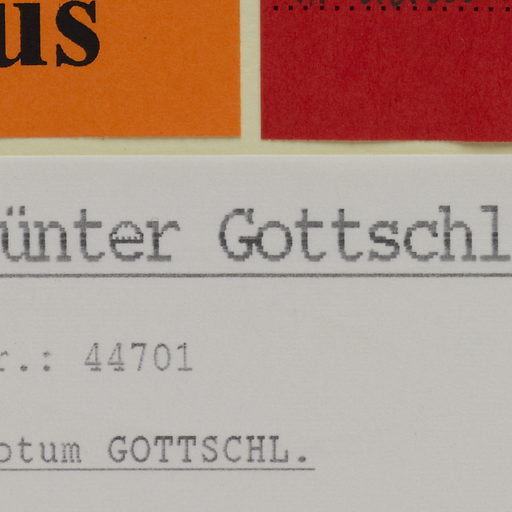 us
ünter Gottschl
r.: 44701
otum GOTTSCHL.